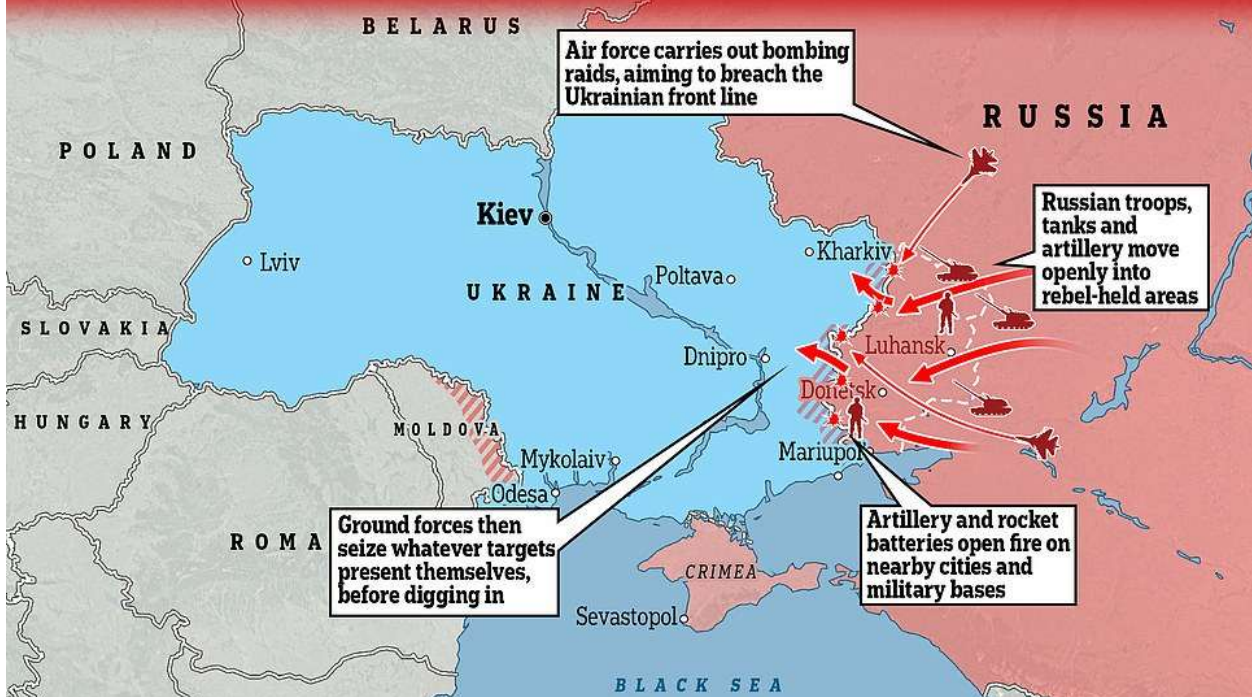 BELARUS
Air force carries out bombing
raids, aiming to breach the
Ukrainian front line
RUSSIA
POLAND
Russian troops,
tanks and
artillery move
openly into
rebel-held areas
Kiev
Kharkiv
Lviv
Poltava
UKRAINE
SLOVAKIA
Luhansk
Dnipro
Donetsk
HUNGARY
MOLDOVA
Mariupol
Mykolaiv
Odesa
Ground forces then
seize whatever targets
present themselves,
before digging in
Artillery and rocket
batteries open fire on
nearby cities and
military bases
ROMA
CRIMEA
Sevastopol
BLACK SEA